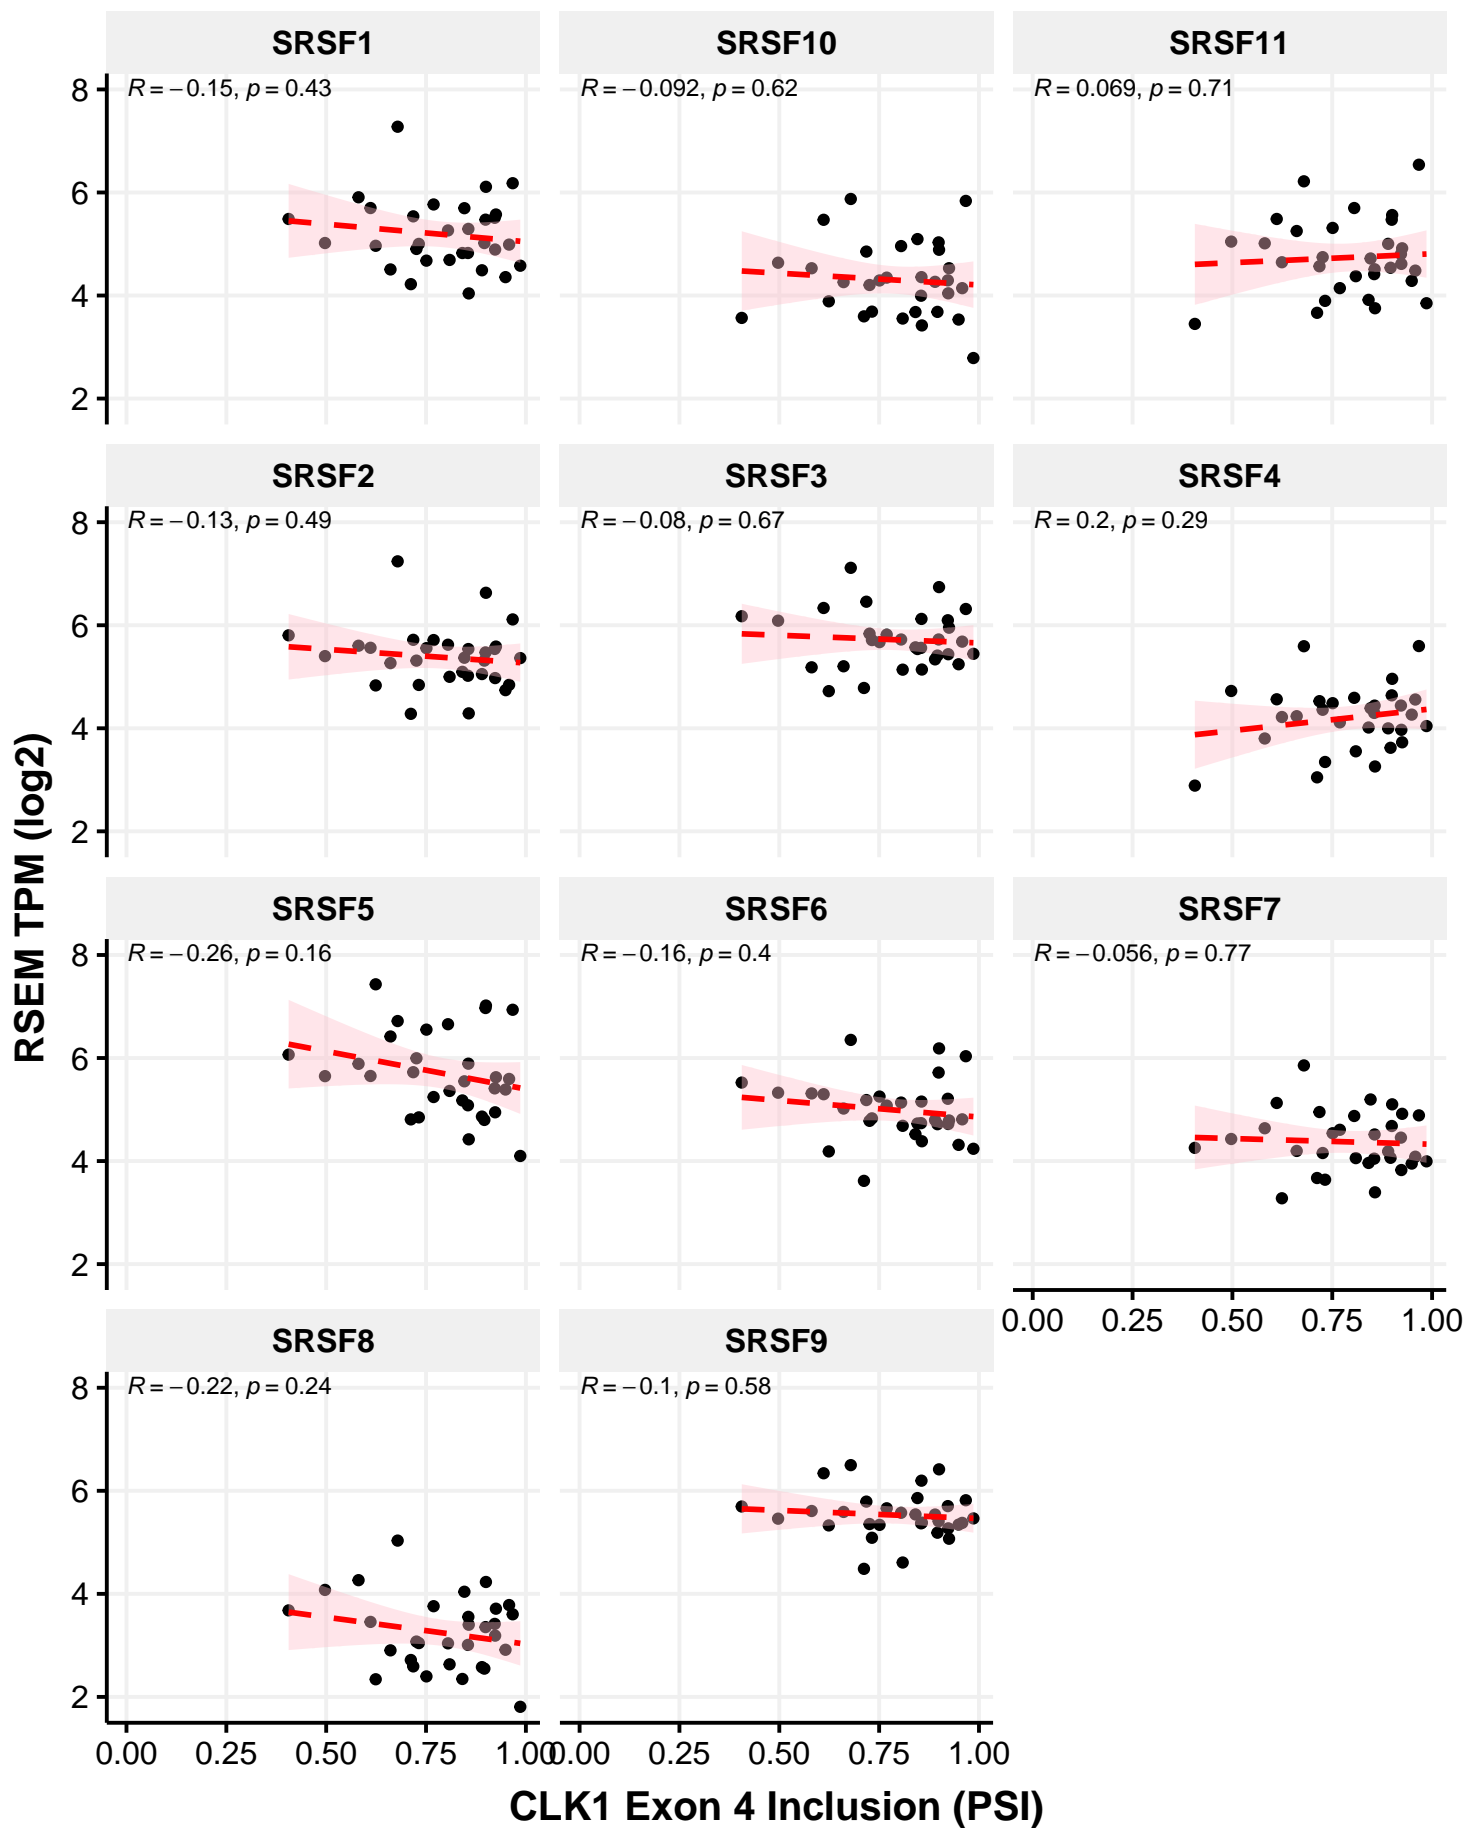 SRSF1 SRSF10 SRSF11
8 R = −0.15, p = 0.43 R = −0.092, p = 0.62 R = 0.069, p = 0.71
6
4
2
SRSF2 SRSF3 SRSF4
8 R = −0.13, p = 0.49 R = −0.08, p = 0.67 R = 0.2, p = 0.29
6
4
2
RSEM TPM (log2)
SRSF5 SRSF6 SRSF7
8 R = −0.26, p = 0.16 R = −0.16, p = 0.4 R = −0.056, p = 0.77
6
4
2
0.00 0.25 0.50 0.75 1.00
SRSF8 SRSF9
8 R = −0.22, p = 0.24 R = −0.1, p = 0.58
6
4
2
0.00 0.25 0.50 0.75 1.00 0.00 0.25 0.50 0.75 1.00
CLK1 Exon 4 Inclusion (PSI)